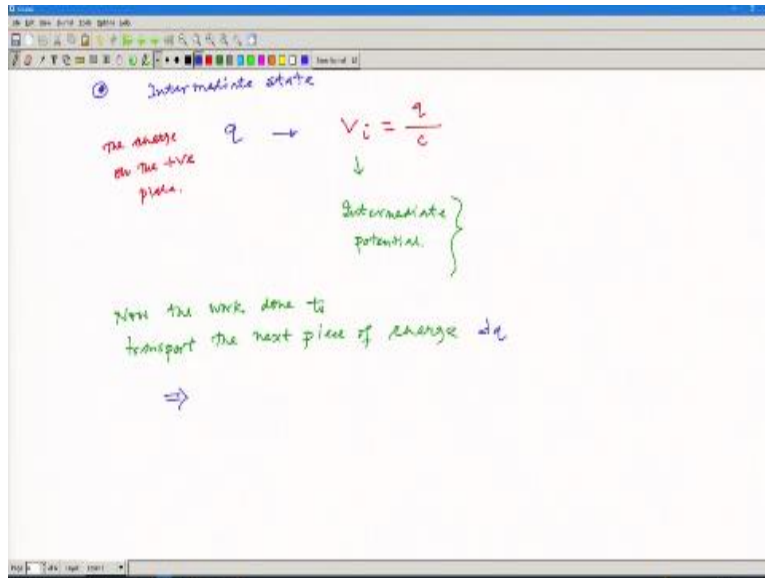 Intermediate state
The charge
on the +ve
plate.
q → Vi = q/c
↓
Intermediate
potential.
Now the work done to
transport the next piece of charge dq
⇒